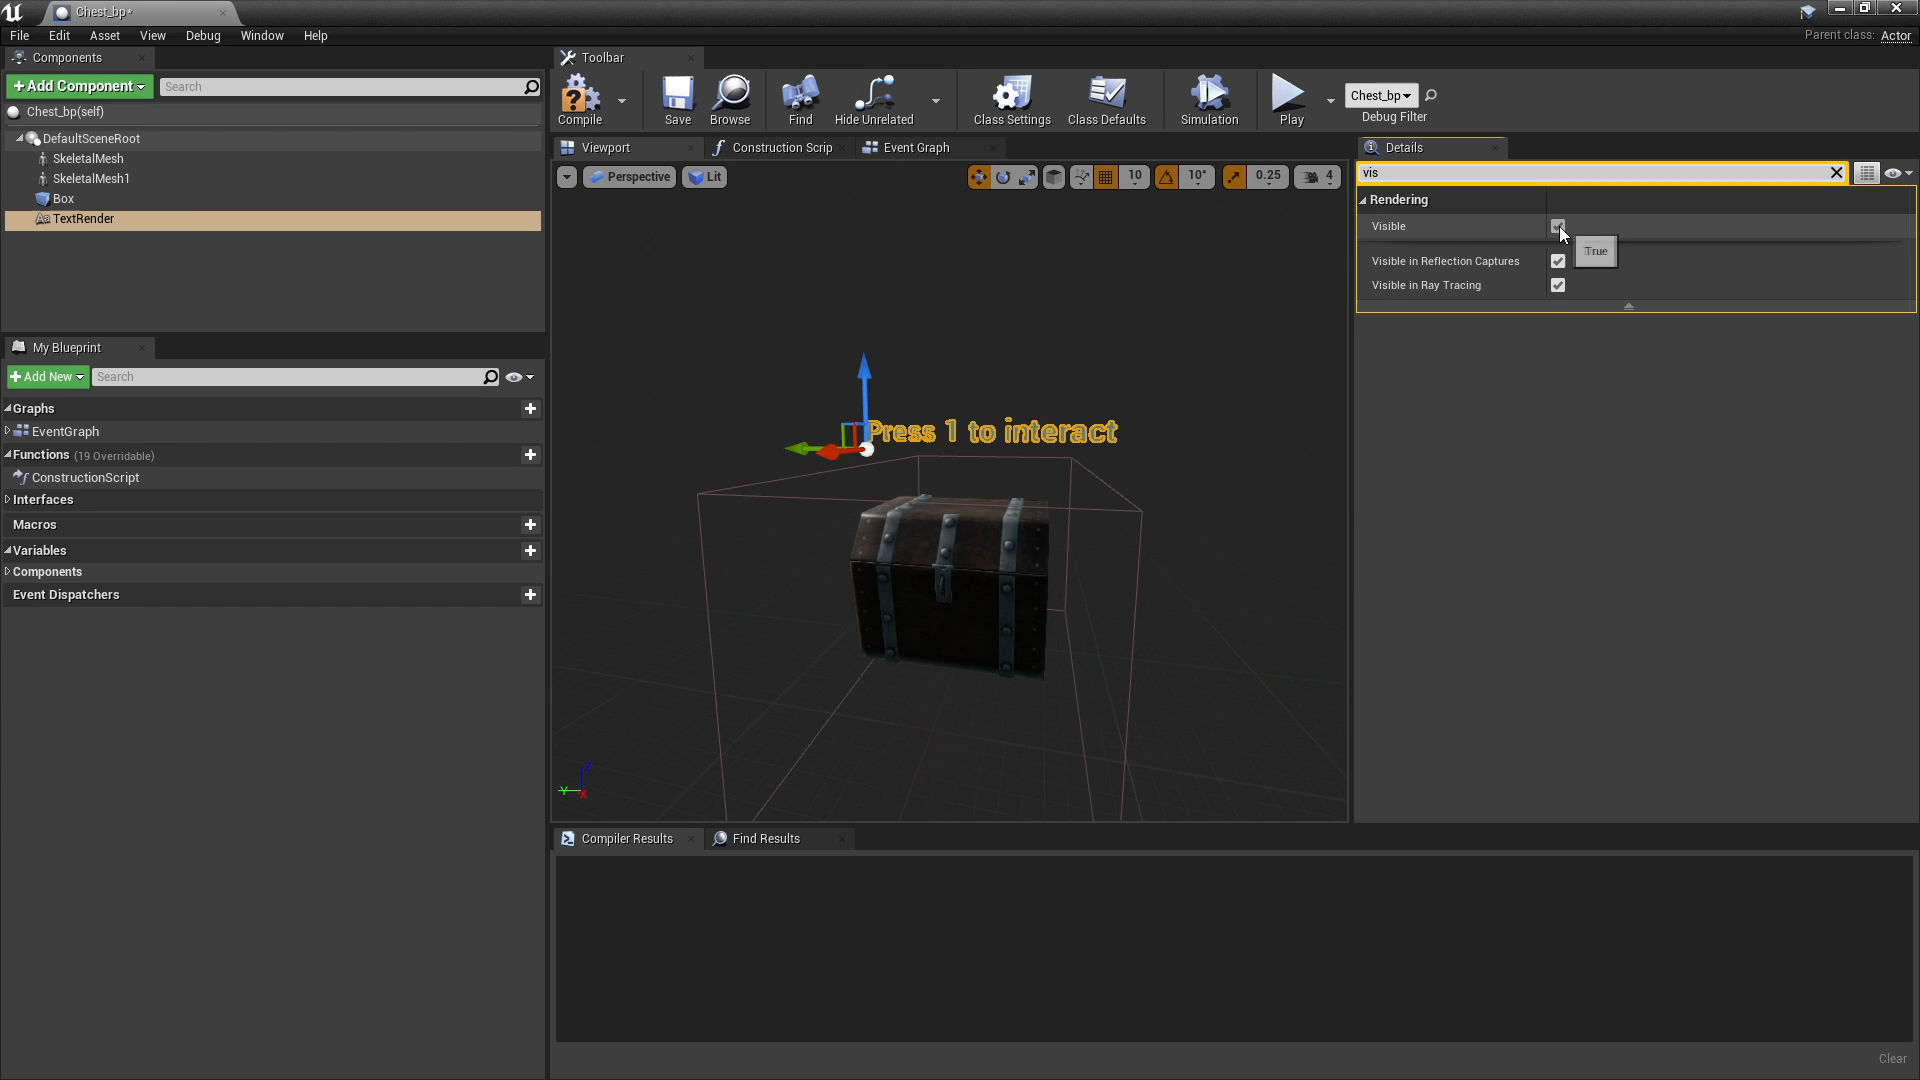 Chest_bp*
File Edit Asset View Debug Window Help
Parent class: Actor
Components
Toolbar
+ Add Component
Search
Chest_bp(self)
DefaultSceneRoot
SkeletalMesh
SkeletalMesh1
Box
TextRender
Compile
Save
Browse
Find
Hide Unrelated
Class Settings
Class Defaults
Simulation
Play
Chest_bp
Debug Filter
Viewport
Construction Scrip
Event Graph
Details
Perspective
Lit
10
10°
0.25
4
vis
Rendering
Visible
True
Visible in Reflection Captures
Visible in Ray Tracing
Press 1 to interact
Z
Y
X
My Blueprint
+ Add New
Search
Graphs
EventGraph
Functions (19 Overridable)
ConstructionScript
Interfaces
Macros
Variables
Components
Event Dispatchers
Compiler Results
Find Results
Clear